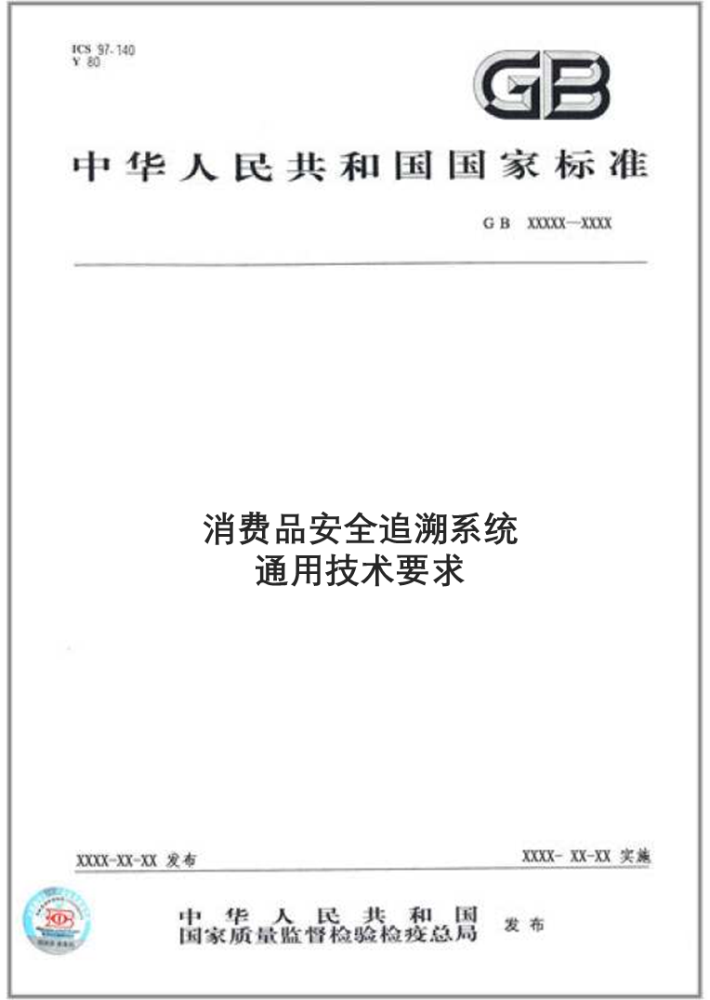 ICS 97.140
Y 80
GB
中华人民共和国国家标准
GB XXXXX—XXXX
消费品安全追溯系统
通用技术要求
XXXX-XX-XX 发布
XXXX- XX-XX 实施
中华人民共和国
国家质量监督检验检疫总局 发布